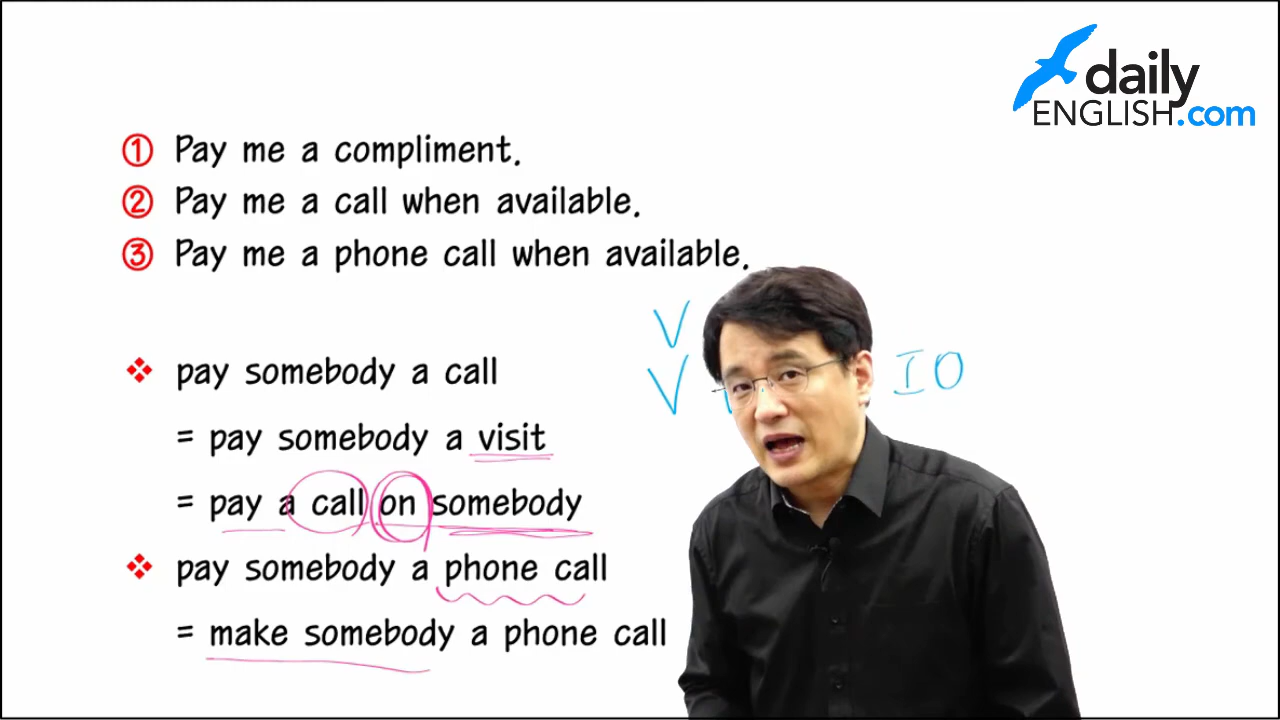 daily
ENGLISH.com
① Pay me a compliment.
② Pay me a call when available.
③ Pay me a phone call when available.
V
V IO
❖ pay somebody a call
= pay somebody a visit
= pay a call on somebody
❖ pay somebody a phone call
= make somebody a phone call